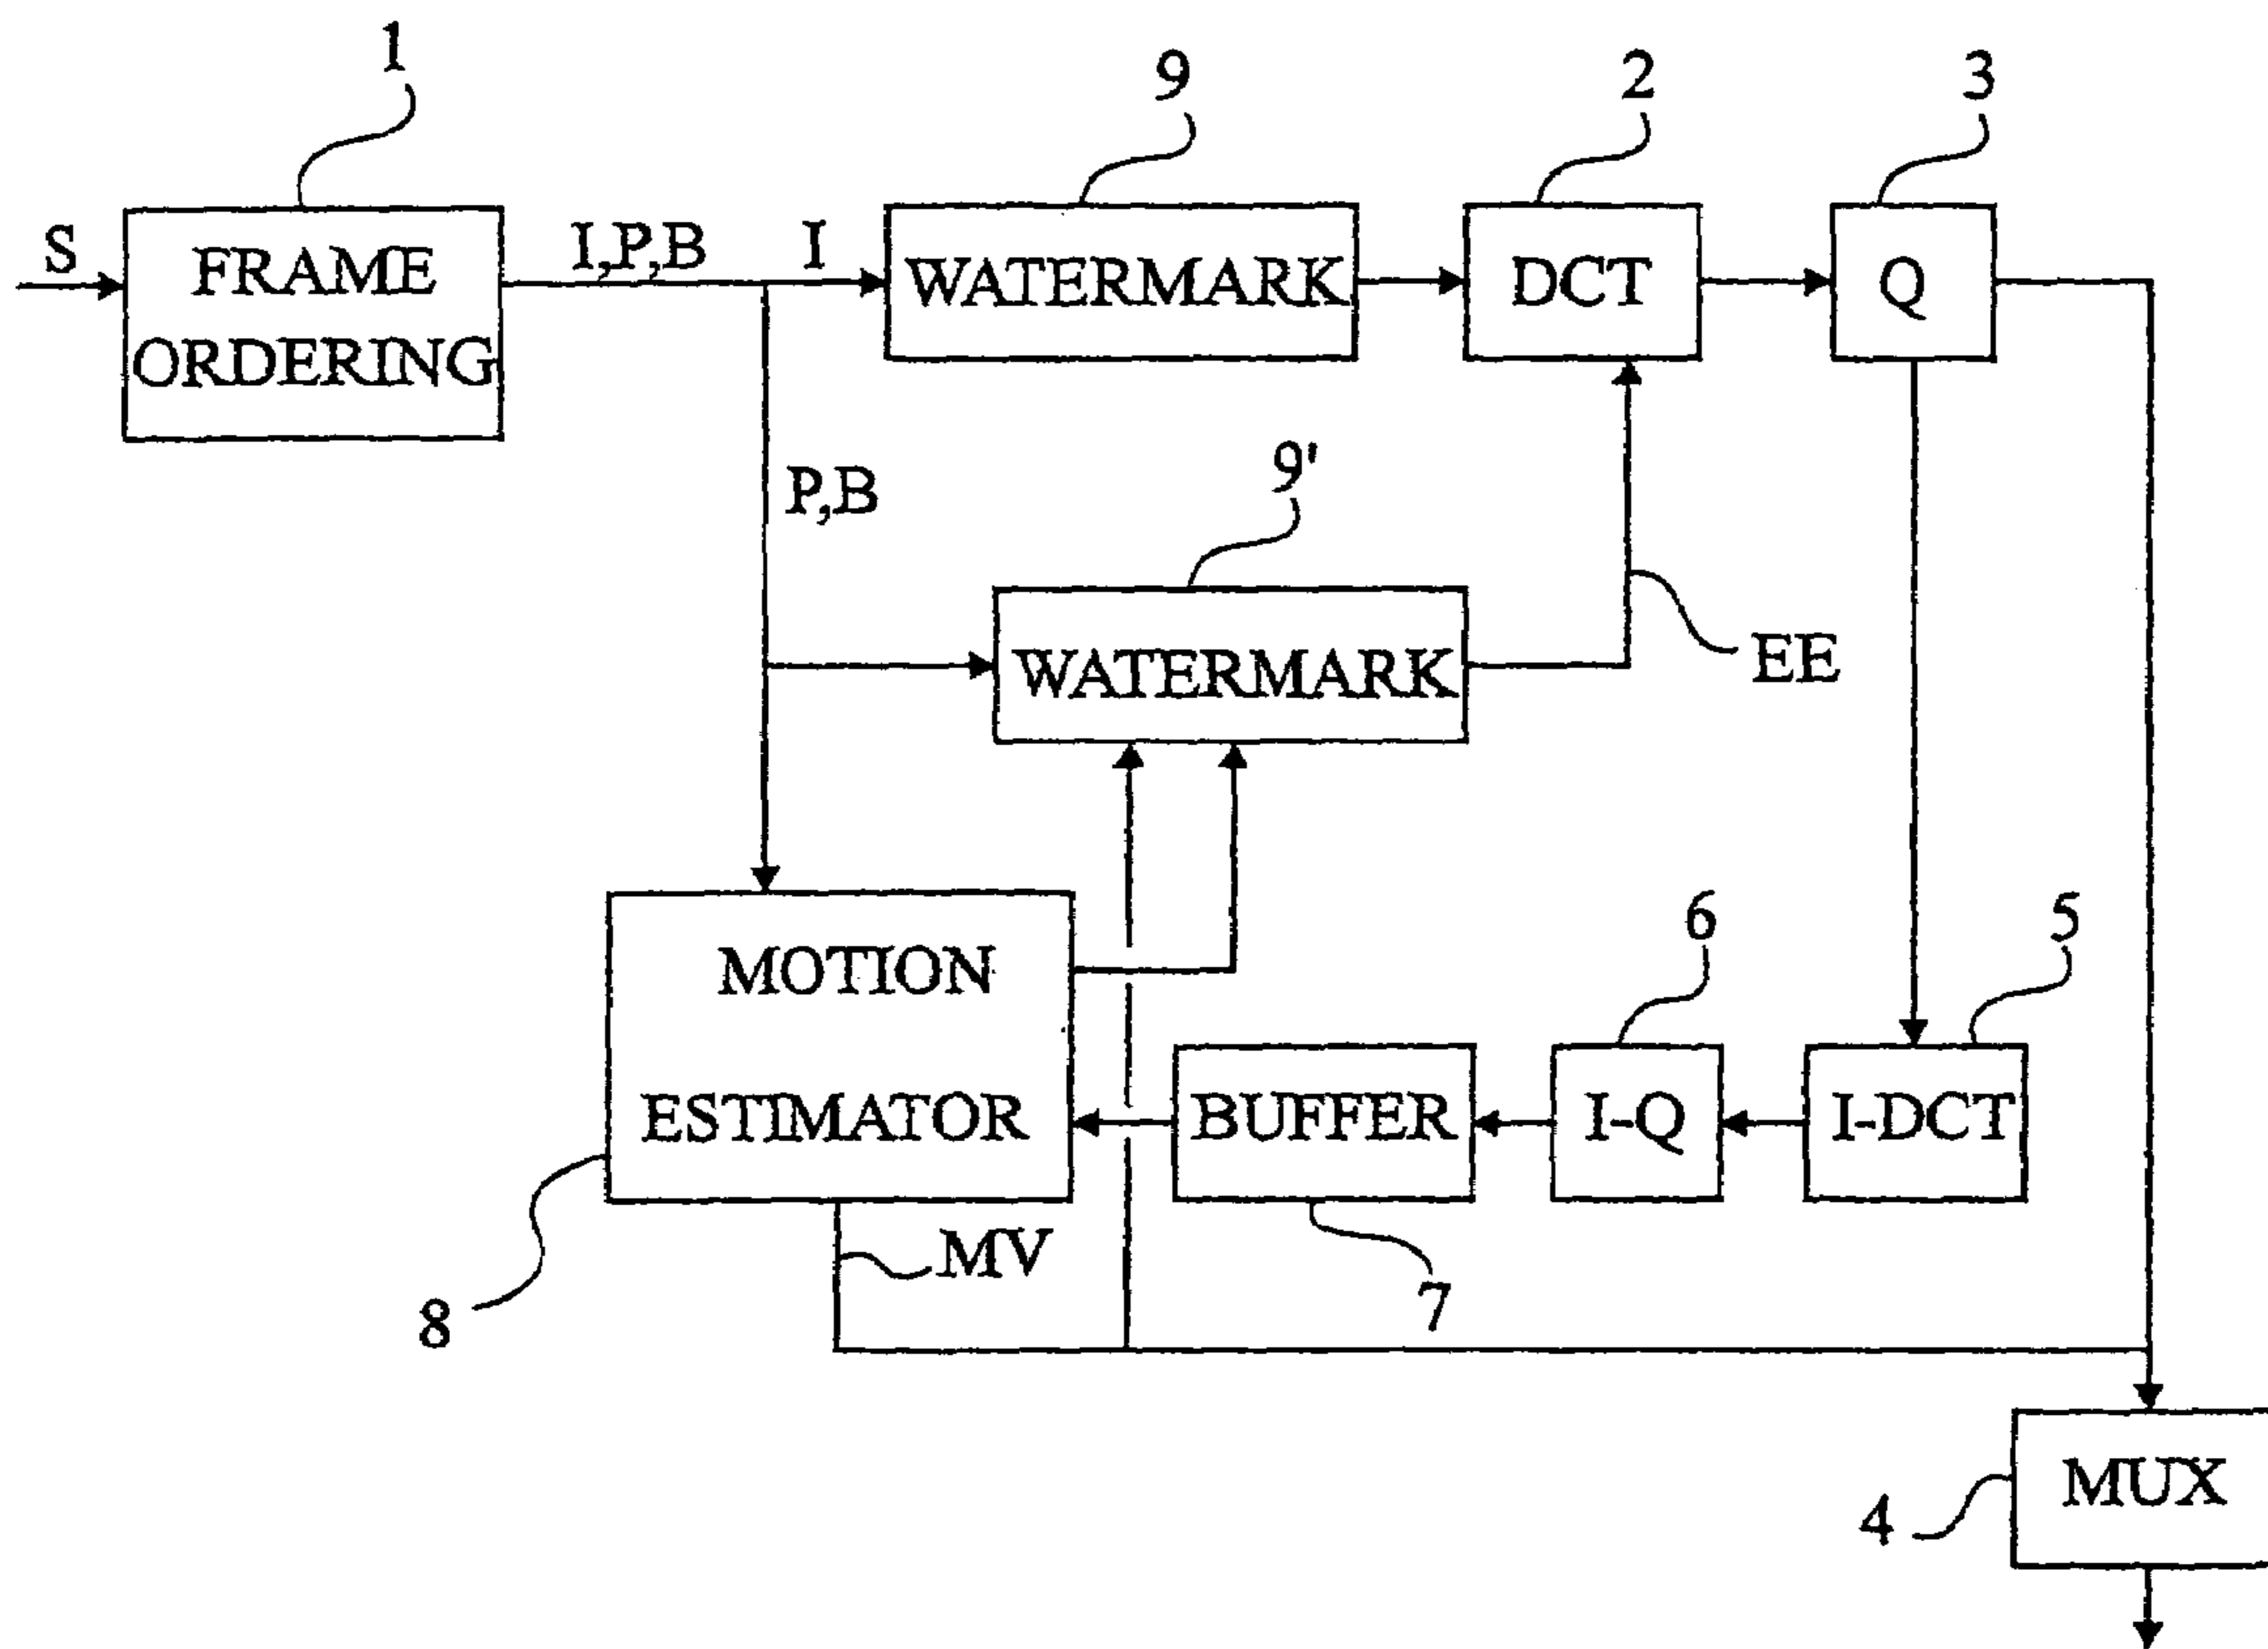 1
9
2
3
S
FRAME
ORDERING
I,P,B
I
WATERMARK
DCT
Q
P,B
9'
WATERMARK
EE
MOTION
ESTIMATOR
6
5
BUFFER
I-Q
I-DCT
MV
8
7
4
MUX